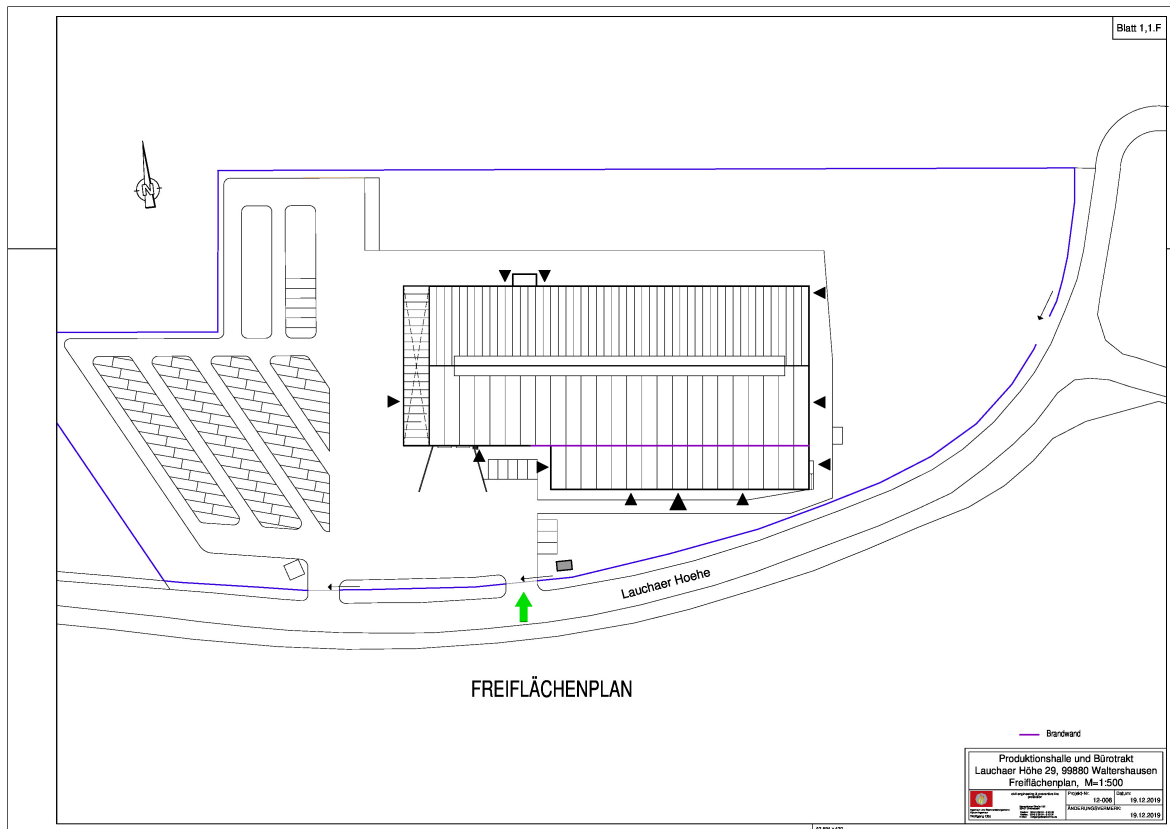 Blatt 1,1.F
N
Lauchaer Hoehe
FREIFLÄCHENPLAN
Brandwand
Produktionshalle und Bürotrakt
Lauchaer Höhe 29, 99880 Waltershausen
Freiflächenplan, M=1:500
Projekt-Nr. Datum:
12-006 19.12.2019
ÄNDERUNGSVERMERK:
19.12.2019